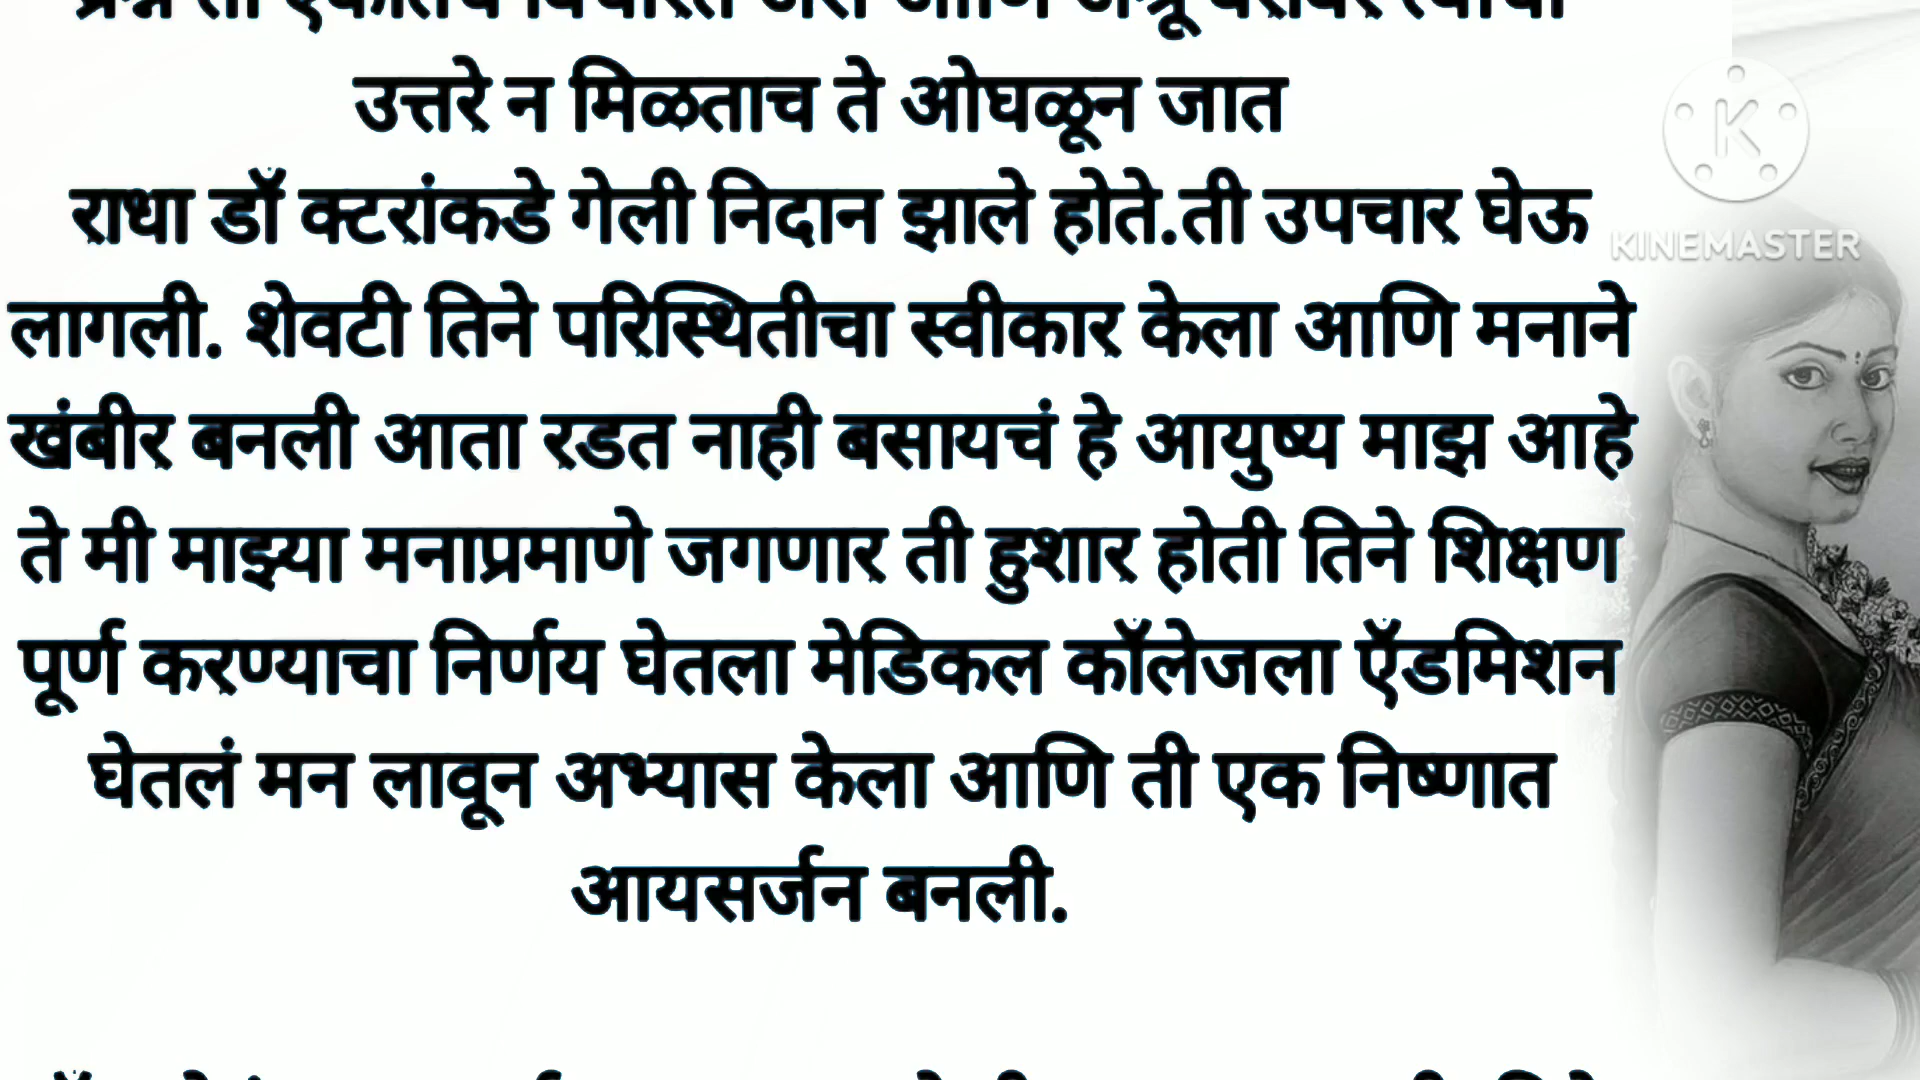 उत्तरे न मिळताच ते ओघळून जात
राधा डॉ क्टरांकडे गेली निदान झाले होते.ती उपचार घेऊ
लागली. शेवटी तिने परिस्थितीचा स्वीकार केला आणि मनाने
खंबीर बनली आता रडत नाही बसायचं हे आयुष्य माझ आहे
ते मी माझ्या मनाप्रमाणे जगणार ती हुशार होती तिने शिक्षण
पूर्ण करण्याचा निर्णय घेतला मेडिकल कॉलेजला ऍडमिशन
घेतलं मन लावून अभ्यास केला आणि ती एक निष्णात
आयसर्जन बनली.
K
KINEMASTER